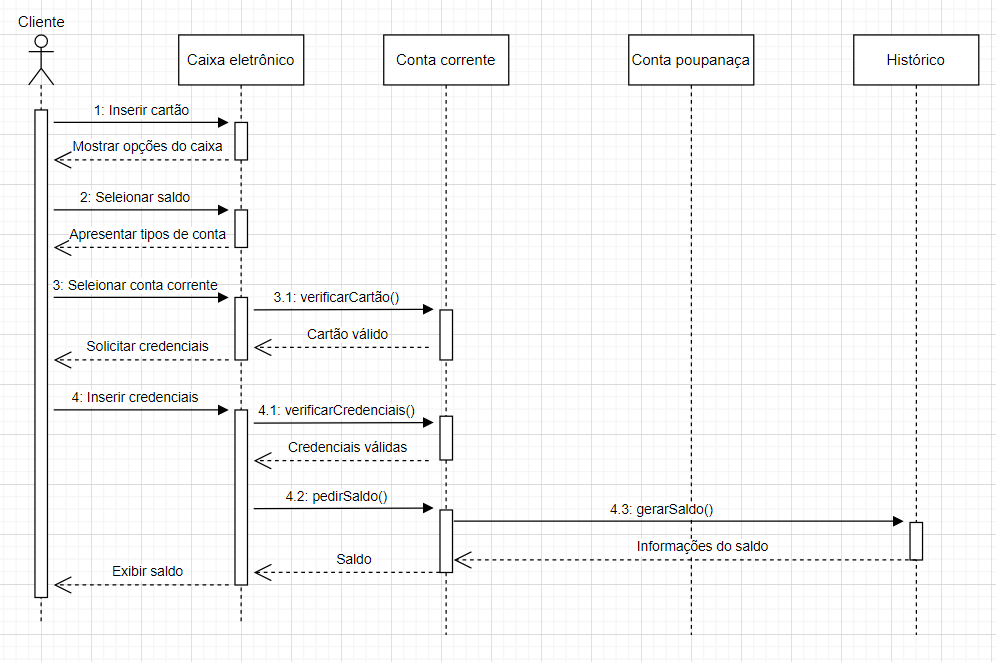 Cliente
Caixa eletrônico
Conta corrente
Conta poupanaça
Histórico
1: Inserir cartão
Mostrar opções do caixa
2: Seleionar saldo
Apresentar tipos de conta
3: Seleionar conta corrente
3.1: verificarCartão()
Cartão válido
Solicitar credenciais
4: Inserir credenciais
4.1: verificarCredenciais()
Credenciais válidas
4.2: pedirSaldo()
4.3: gerarSaldo()
Informações do saldo
Saldo
Exibir saldo